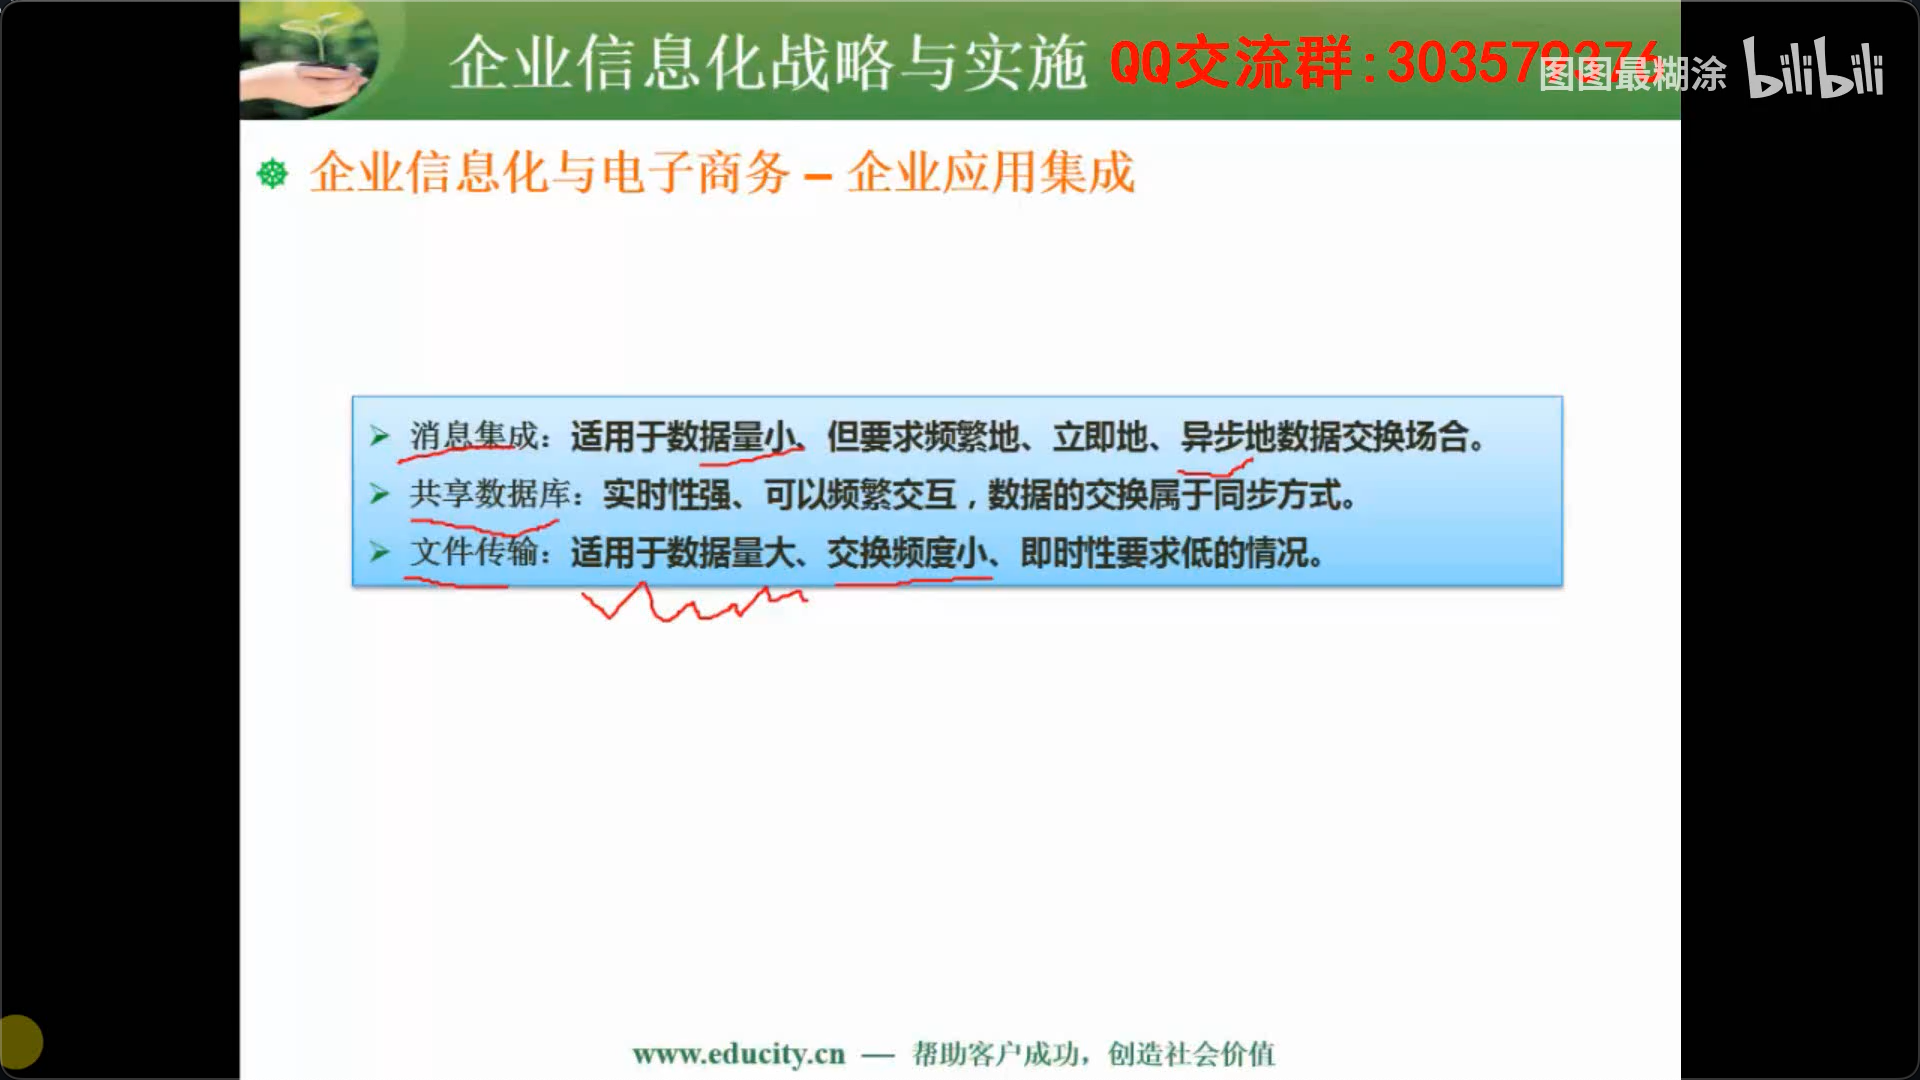 企业信息化战略与实施 QQ交流群:303579376
图图最糊涂 bilibili
企业信息化与电子商务 – 企业应用集成
消息集成：适用于数据量小、但要求频繁地、立即地、异步地数据交换场合。
共享数据库：实时性强、可以频繁交互，数据的交换属于同步方式。
文件传输：适用于数据量大、交换频度小、即时性要求低的情况。
www.educity.cn — 帮助客户成功，创造社会价值